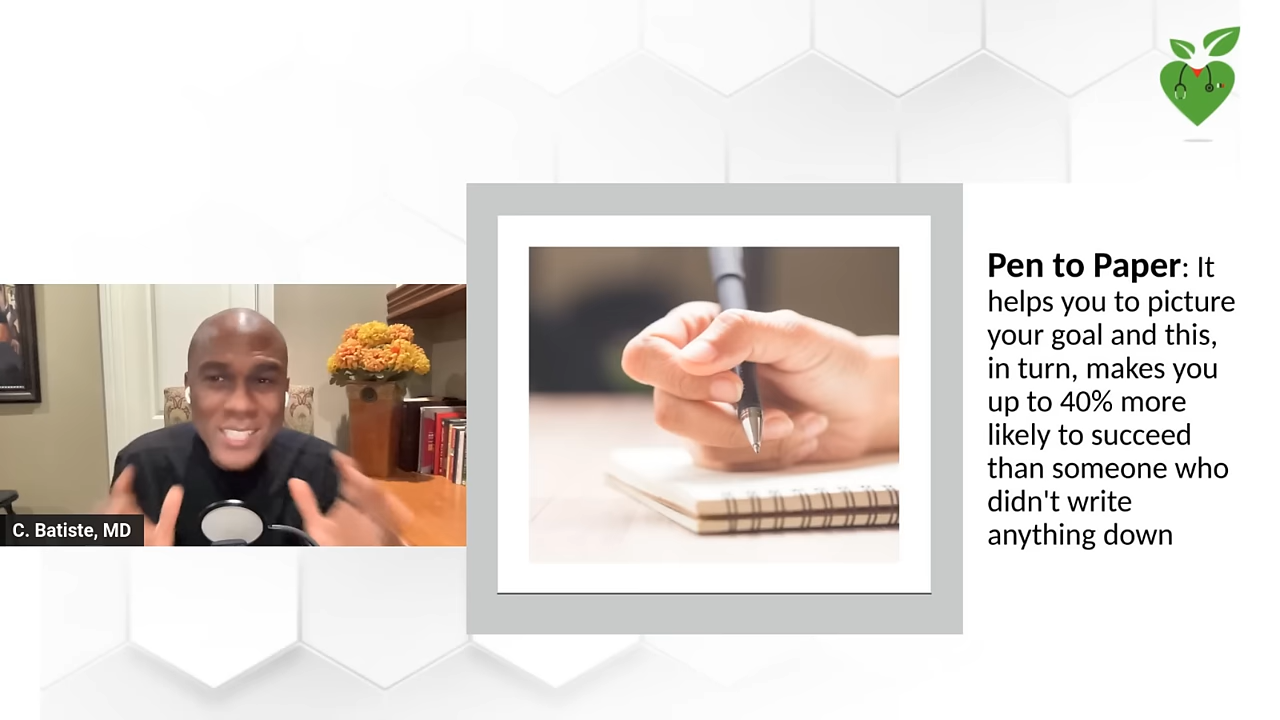 C. Batiste, MD
Pen to Paper: It
helps you to picture
your goal and this,
in turn, makes you
up to 40% more
likely to succeed
than someone who
didn't write
anything down